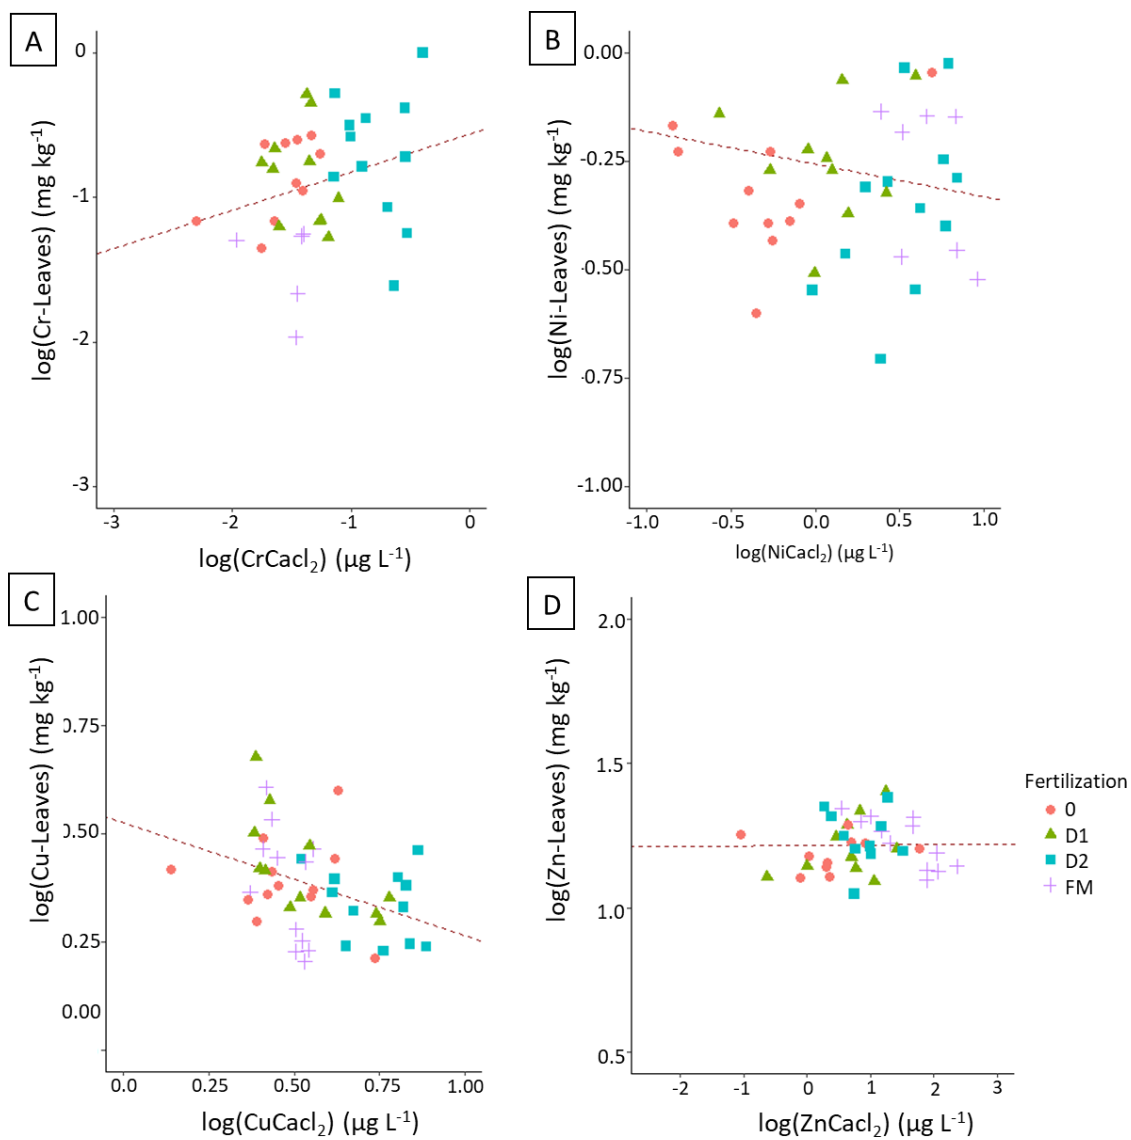 A
0
-1
-2
-3
log(Cr-Leaves) (mg kg⁻¹)
-3 -2 -1 0
log(CrCacl₂) (µg L⁻¹)
B
0.00
-0.25
-0.50
-0.75
-1.00
log(Ni-Leaves) (mg kg⁻¹)
-1.0 -0.5 0.0 0.5 1.0
log(NiCacl₂) (µg L⁻¹)
C
1.00
0.75
0.50
0.25
0.00
log(Cu-Leaves) (mg kg⁻¹)
0.0 0.25 0.50 0.75 1.00
log(CuCacl₂) (µg L⁻¹)
D
2.0
1.5
1.0
0.5
log(Zn-Leaves) (mg kg⁻¹)
-2 -1 0 1 2 3
log(ZnCacl₂) (µg L⁻¹)
Fertilization
0
D1
D2
FM